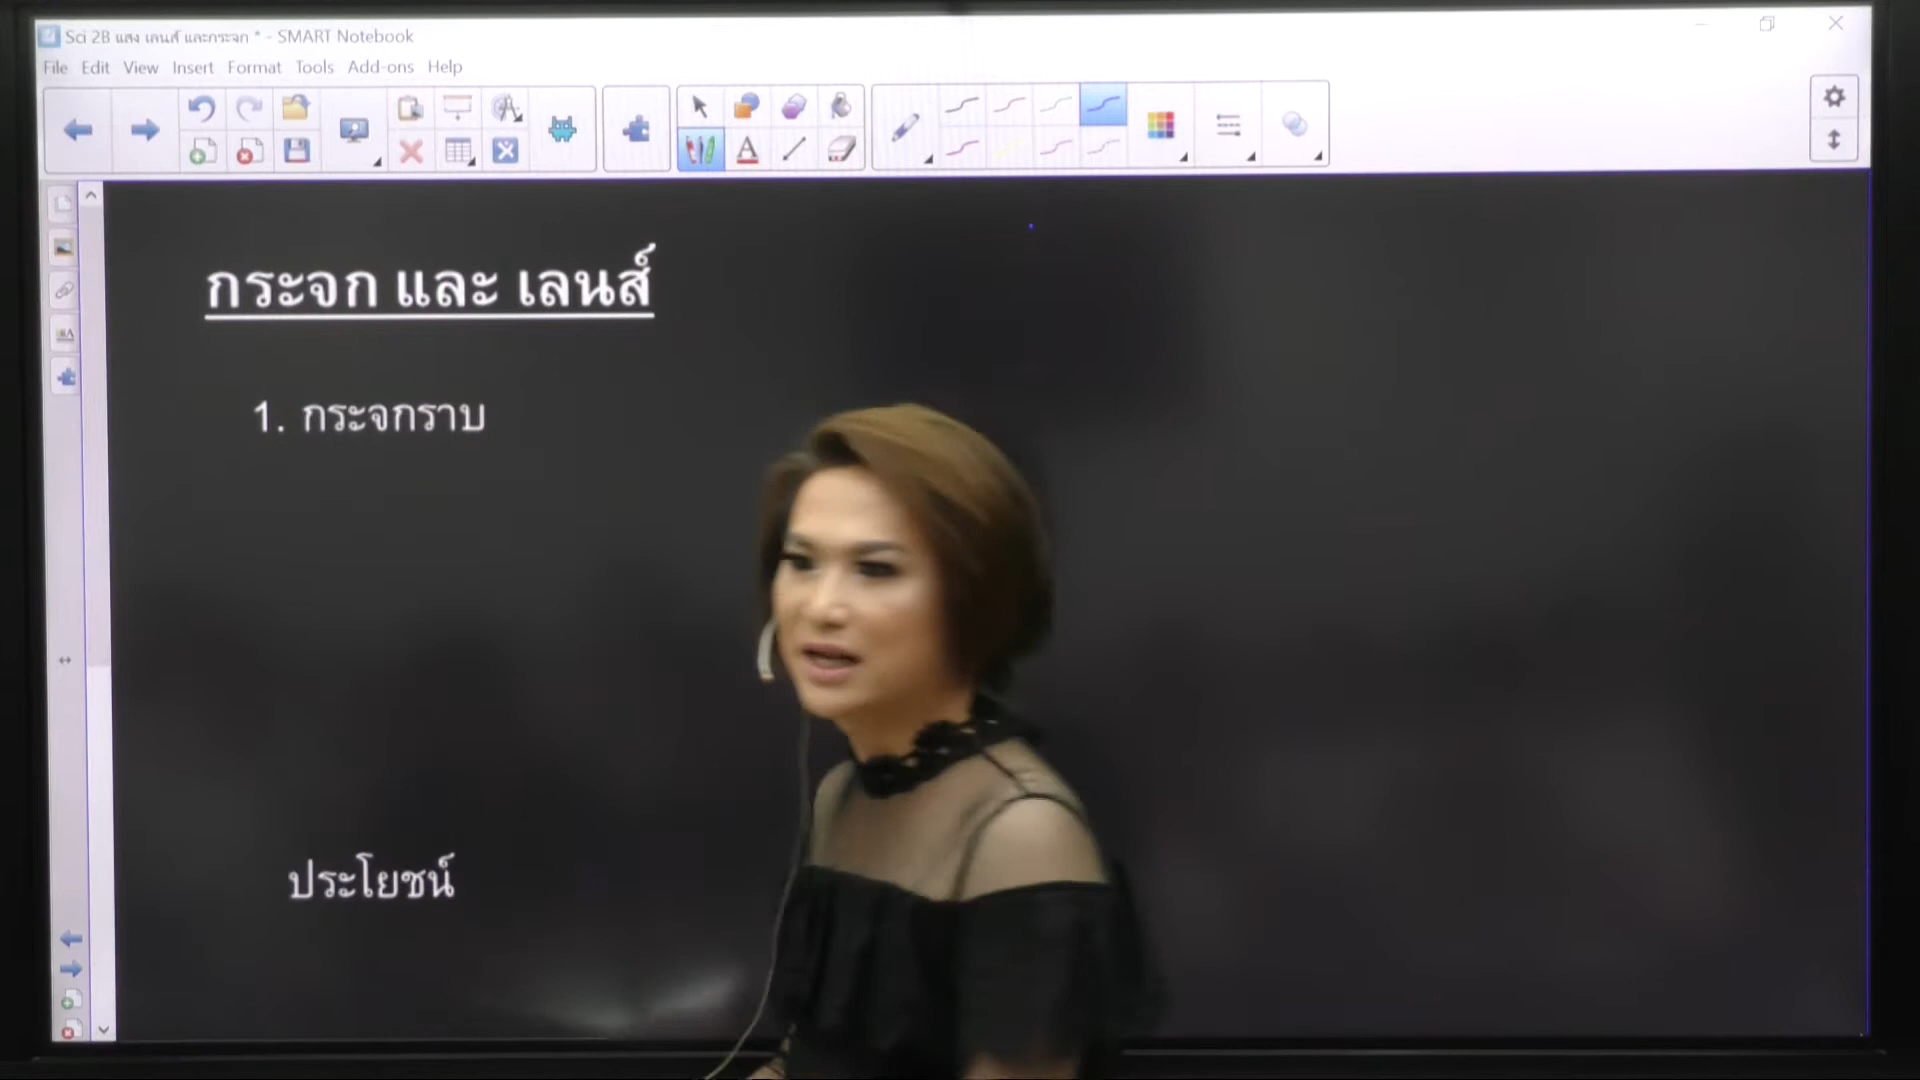 Sci 2B แสง เลนส์ และกระจก * - SMART Notebook
File Edit View Insert Format Tools Add-ons Help
กระจก และ เลนส์
1. กระจกราบ
ประโยชน์